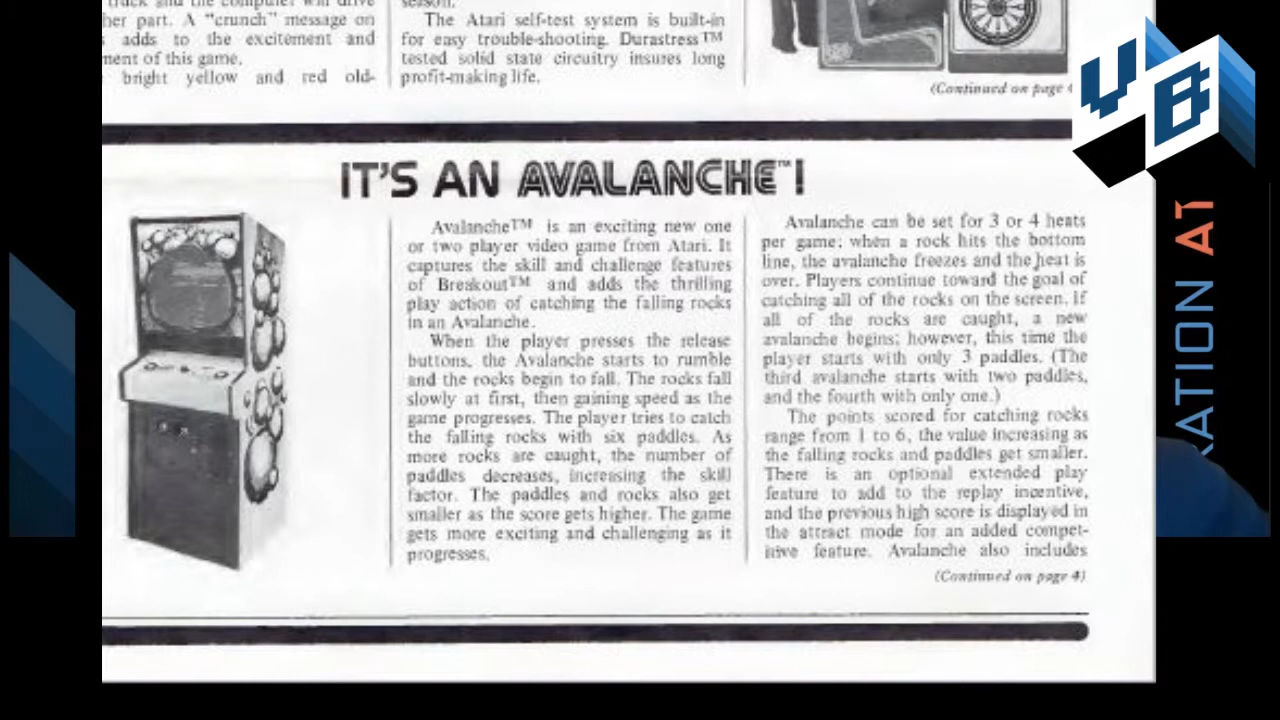 her part. A "crunch" message on
adds to the excitement and
ment of this game.
bright yellow and red old-
season.
The Atari self-test system is built-in
for easy trouble-shooting. Durastress™
tested solid state circuitry insures long
profit-making life.
(Continued on page
IT'S AN AVALANCHE™!
Avalanche™ is an exciting new one
or two player video game from Atari. It
captures the skill and challenge features
of Breakout™ and adds the thrilling
play action of catching the falling rocks
in an Avalanche.
When the player presses the release
buttons, the Avalanche starts to rumble
and the rocks begin to fall. The rocks fall
slowly at first, then gaining speed as the
game progresses. The player tries to catch
the falling rocks with six paddles. As
more rocks are caught, the number of
paddles decreases, increasing the skill
factor. The paddles and rocks also get
smaller as the score gets higher. The game
gets more exciting and challenging as it
progresses.
Avalanche can be set for 3 or 4 heats
per game; when a rock hits the bottom
line, the avalanche freezes and the heat is
over. Players continue toward the goal of
catching all of the rocks on the screen. If
all of the rocks are caught, a new
avalanche begins; however, this time the
player starts with only 3 paddles. (The
third avalanche starts with two paddles,
and the fourth with only one.)
The points scored for catching rocks
range from 1 to 6, the value increasing as
the falling rocks and paddles get smaller.
There is an optional extended play
feature to add to the replay incentive,
and the previous high score is displayed in
the attract mode for an added compet-
itive feature. Avalanche also includes
(Continued on page 4)
VB
RATION AT